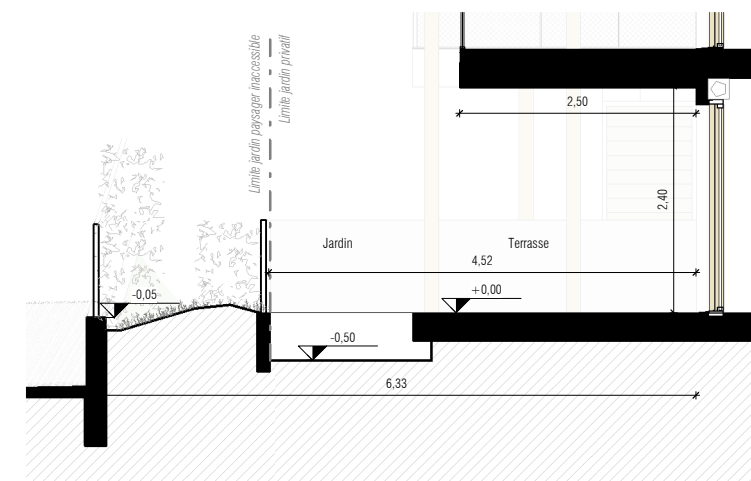 Limite jardin paysager inaccessible
Limite jardin privatif
2,50
2,40
Jardin
Terrasse
4,52
-0,05
+0,00
-0,50
6,33